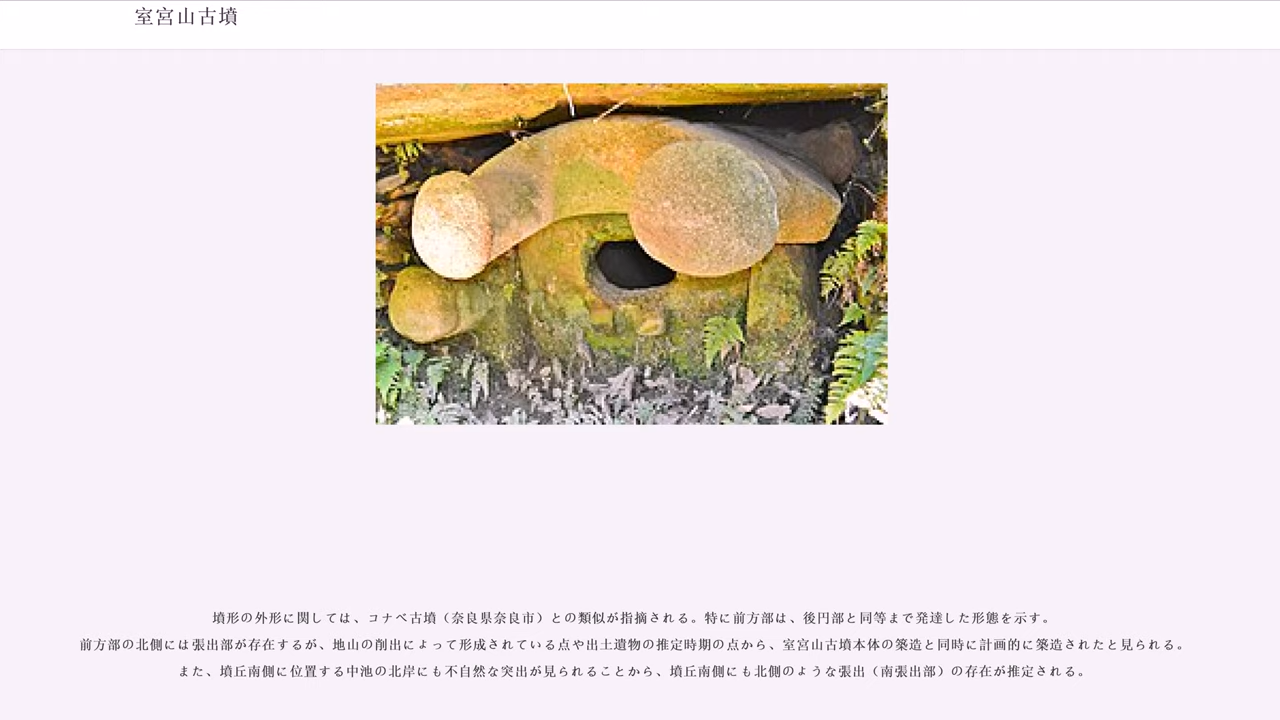 室宮山古墳
墳形の外形に関しては、コナベ古墳（奈良県奈良市）との類似が指摘される。特に前方部は、後円部と同等まで発達した形態を示す。
前方部の北側には張出部が存在するが、地山の削出によって形成されている点や出土遺物の推定時期の点から、室宮山古墳本体の築造と同時に計画的に築造されたと見られる。
また、墳丘南側に位置する中池の北岸にも不自然な突出が見られることから、墳丘南側にも北側のような張出（南張出部）の存在が推定される。